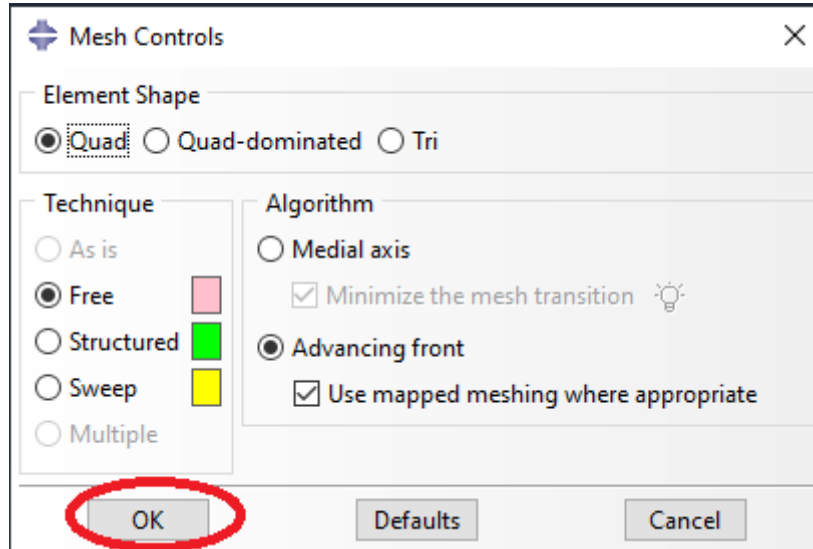 Mesh Controls
Element Shape
Quad Quad-dominated Tri
Technique
As is
Free
Structured
Sweep
Multiple
Algorithm
Medial axis
Minimize the mesh transition
Advancing front
Use mapped meshing where appropriate
OK Defaults Cancel